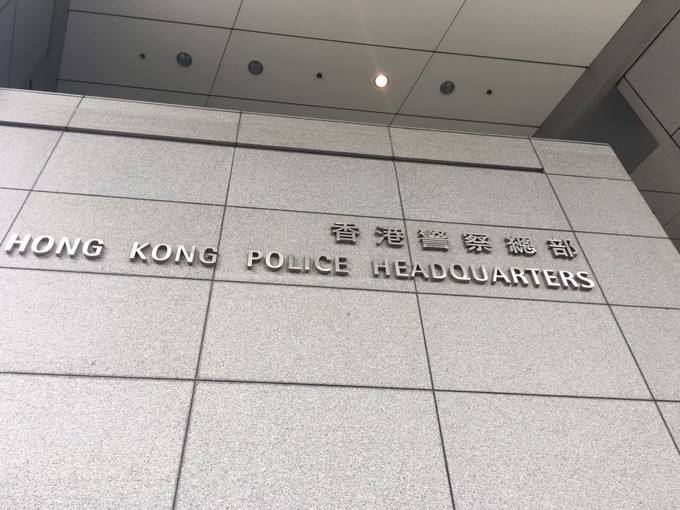 香港警察總部
HONG KONG POLICE HEADQUARTERS